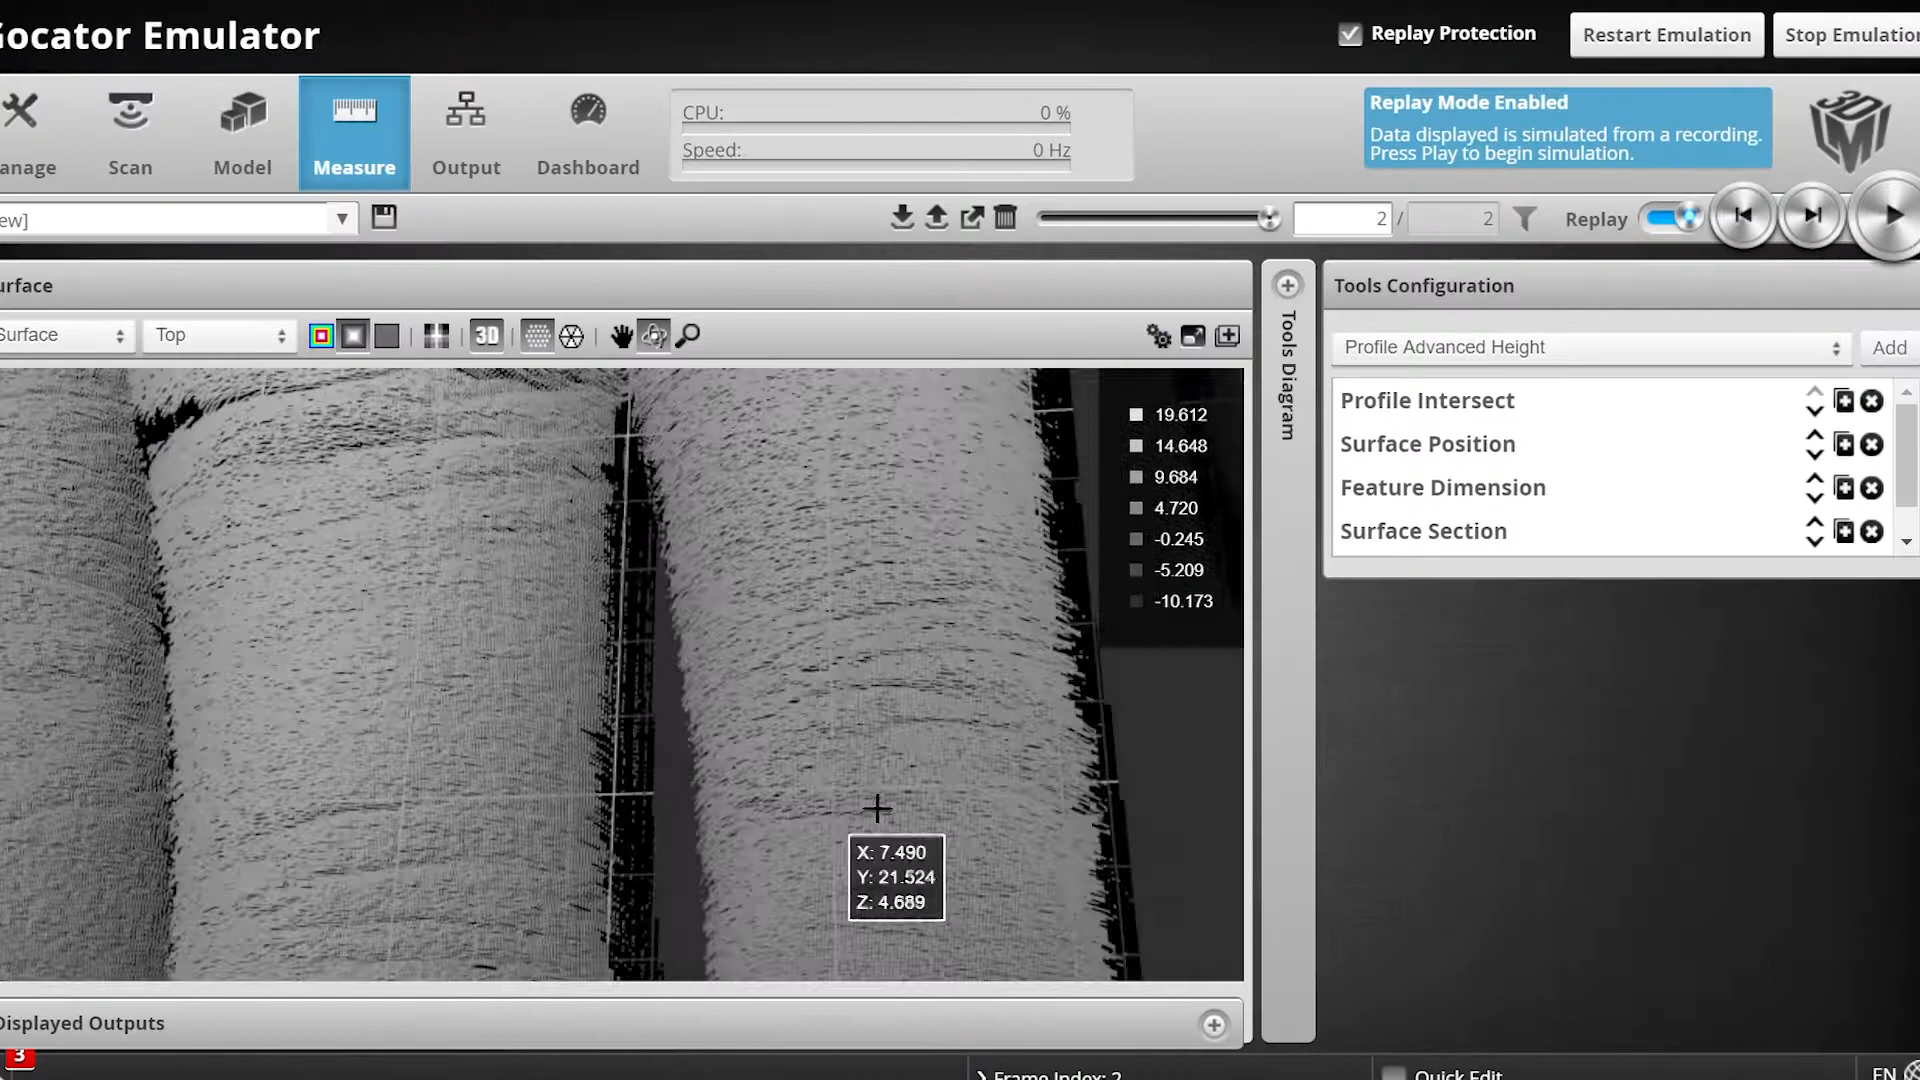 Gocator Emulator
Replay Protection
Restart Emulation
Stop Emulation
anage
Scan
Model
Measure
Output
Dashboard
CPU: 0 %
Speed: 0 Hz
Replay Mode Enabled
Data displayed is simulated from a recording.
Press Play to begin simulation.
ew]
2 / 2
Replay
urface
Surface
Top
3D
Tools Diagram
Tools Configuration
Profile Advanced Height
Add
Profile Intersect
Surface Position
Feature Dimension
Surface Section
19.612
14.648
9.684
4.720
-0.245
-5.209
-10.173
X: 7.490
Y: 21.524
Z: 4.689
Displayed Outputs
3
Frame Index: 2
Quick Edit
EN